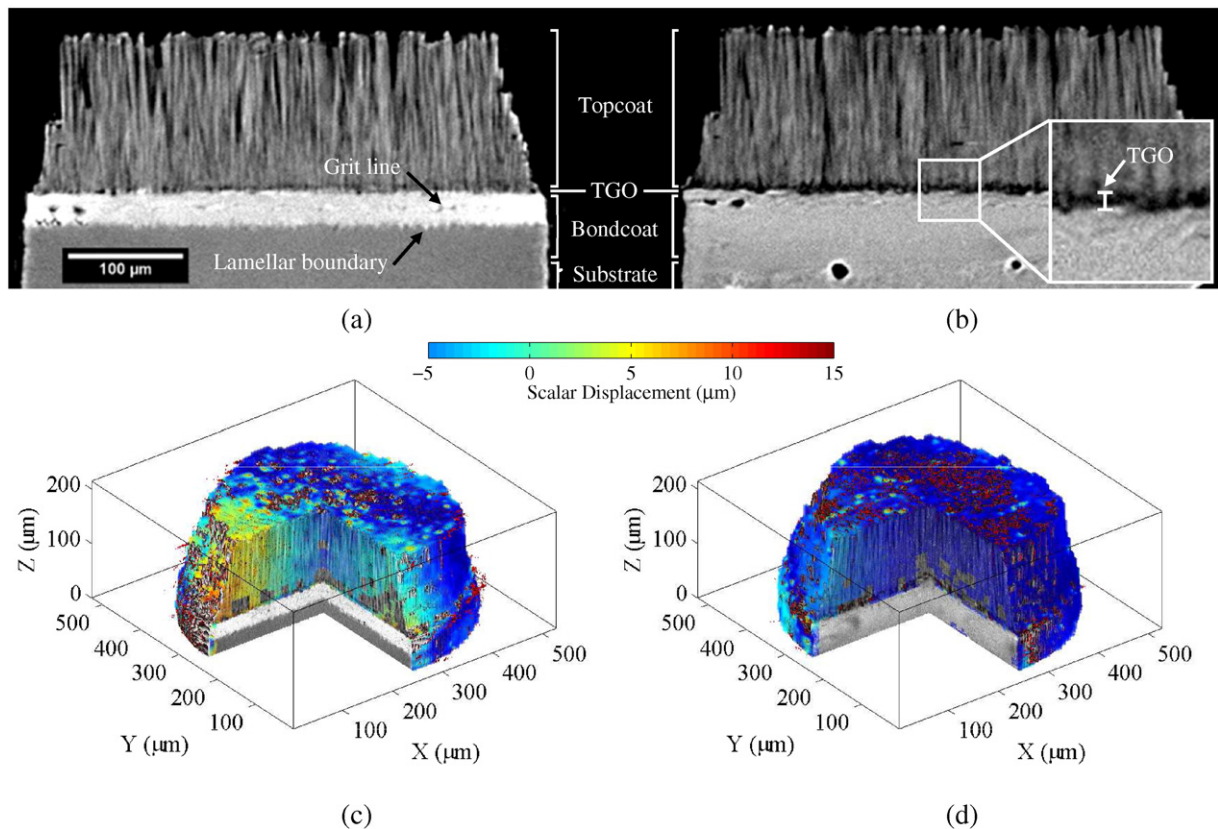 Topcoat
Grit line
TGO
TGO
Bondcoat
Lamellar boundary
100 µm
Substrate
(a)
(b)
−5
0
5
10
15
Scalar Displacement (µm)
200
100
0
Z (µm)
500
400
300
200
100
Y (µm)
100
200
300
400
500
X (µm)
200
100
0
Z (µm)
500
400
300
200
100
Y (µm)
100
200
300
400
500
X (µm)
(c)
(d)